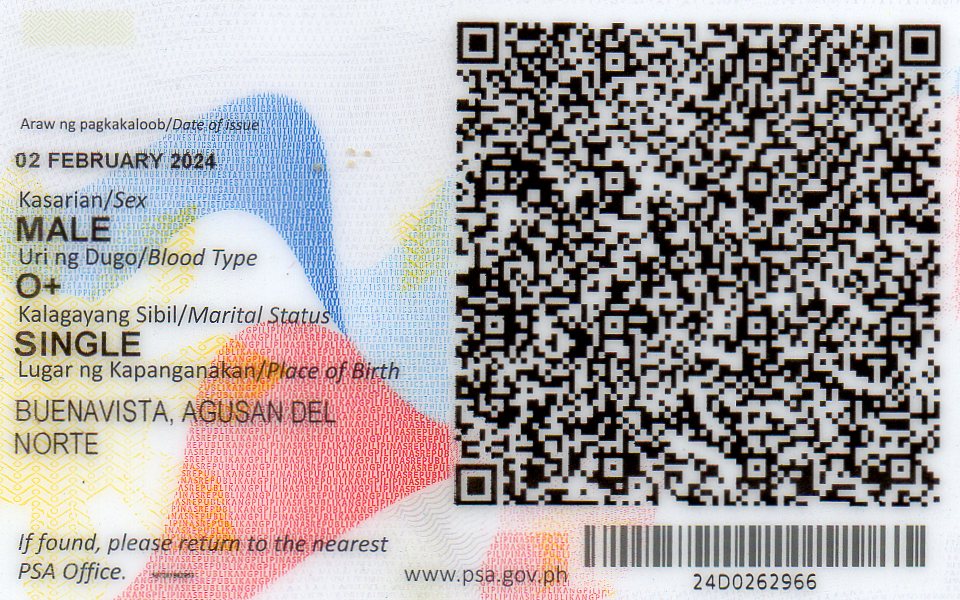 Araw ng pagkakaloob/Date of issue
02 FEBRUARY 2024
Kasarian/Sex
MALE
Uri ng Dugo/Blood Type
O+
Kalagayang Sibil/Marital Status
SINGLE
Lugar ng Kapanganakan/Place of Birth
BUENAVISTA, AGUSAN DEL
NORTE
If found, please return to the nearest
PSA Office.
www.psa.gov.ph
24D0262966